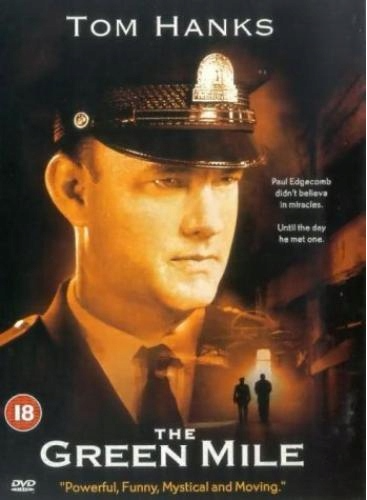 TOM HANKS
Paul Edgecomb
didn't believe
in miracles.
Until the day
he met one.
18
THE
GREEN MILE
DVD
"Powerful, Funny, Mystical and Moving."